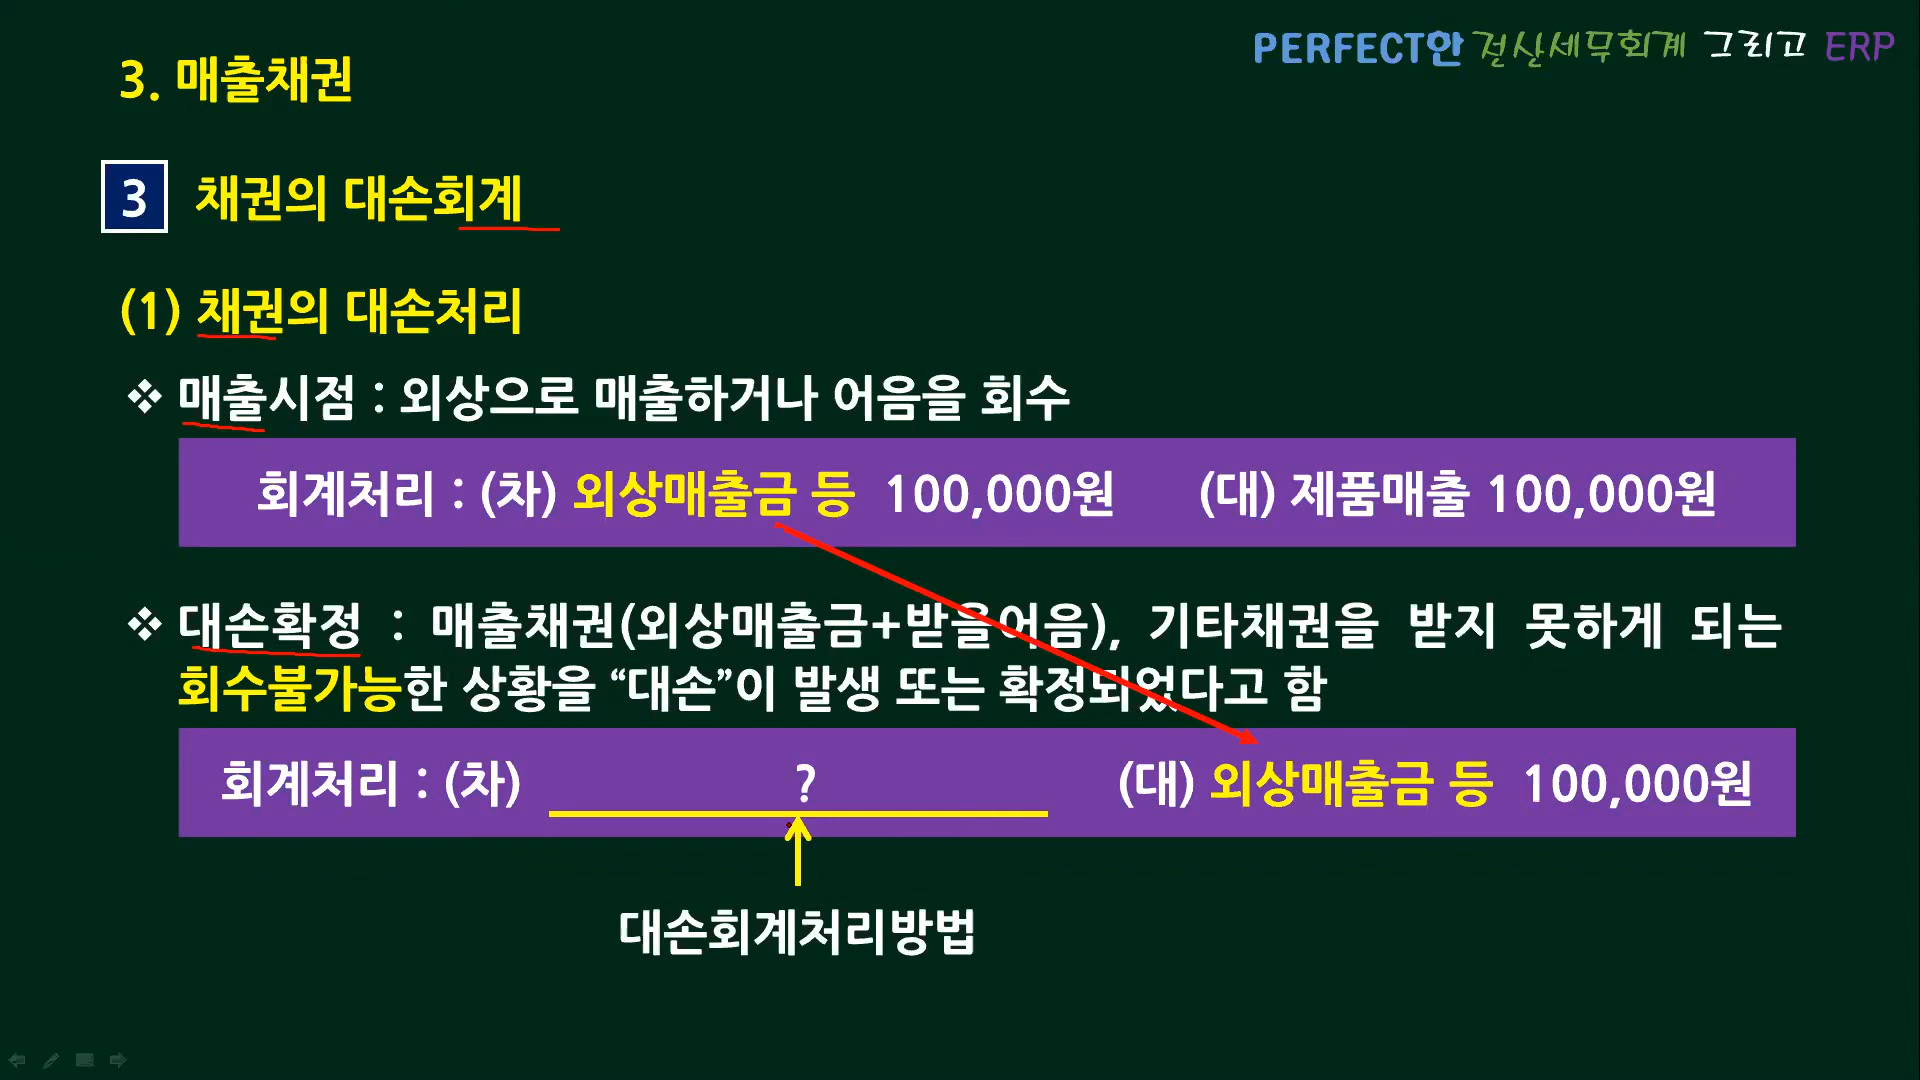 PERFECT한 전산세무회계 그리고 ERP
3. 매출채권
3 채권의 대손회계
(1) 채권의 대손처리
❖ 매출시점 : 외상으로 매출하거나 어음을 회수
회계처리 : (차) 외상매출금 등 100,000원 (대) 제품매출 100,000원
❖ 대손확정 : 매출채권(외상매출금+받을어음), 기타채권을 받지 못하게 되는
회수불가능한 상황을 “대손”이 발생 또는 확정되었다고 함
회계처리 : (차) ? (대) 외상매출금 등 100,000원
대손회계처리방법